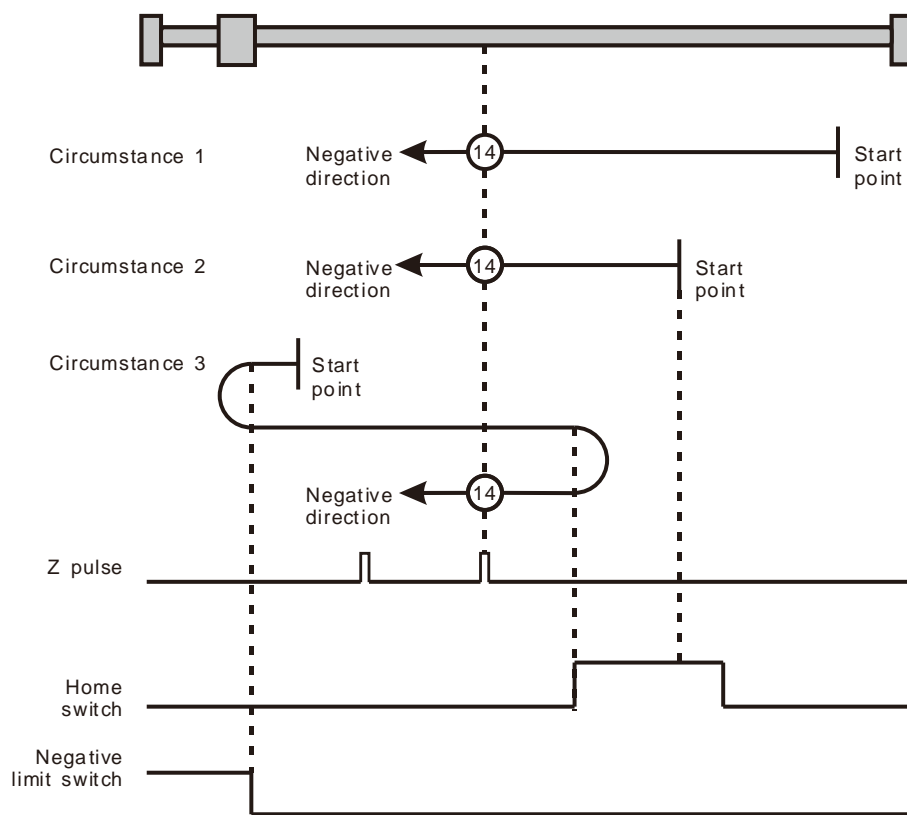 Circumstance 1
Negative
direction
14
Start
point
Circumstance 2
Negative
direction
14
Start
point
Circumstance 3
Start
point
Negative
direction
14
Z pulse
Home
switch
Negative
limit switch